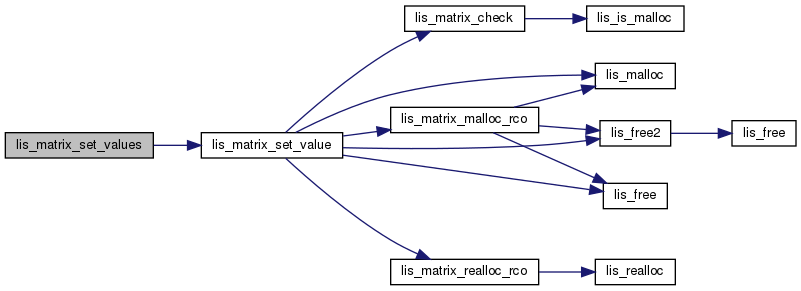 lis_matrix_set_values
lis_matrix_set_value
lis_matrix_check
lis_is_malloc
lis_malloc
lis_matrix_malloc_rco
lis_free2
lis_free
lis_free
lis_matrix_realloc_rco
lis_realloc